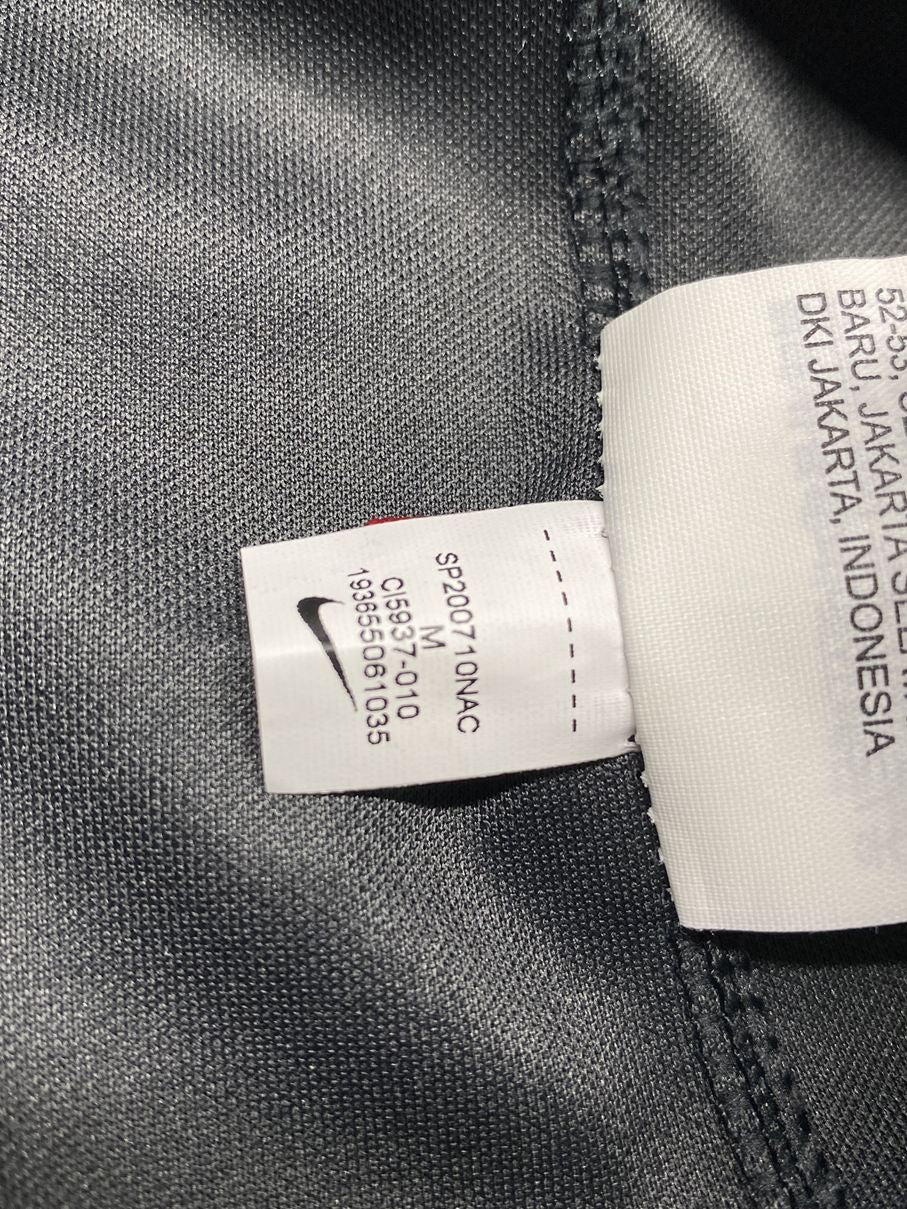 SP200710NAC
M
CI5937-010
193655061035
BARU, JAKARTA
DKI JAKARTA, INDONESIA